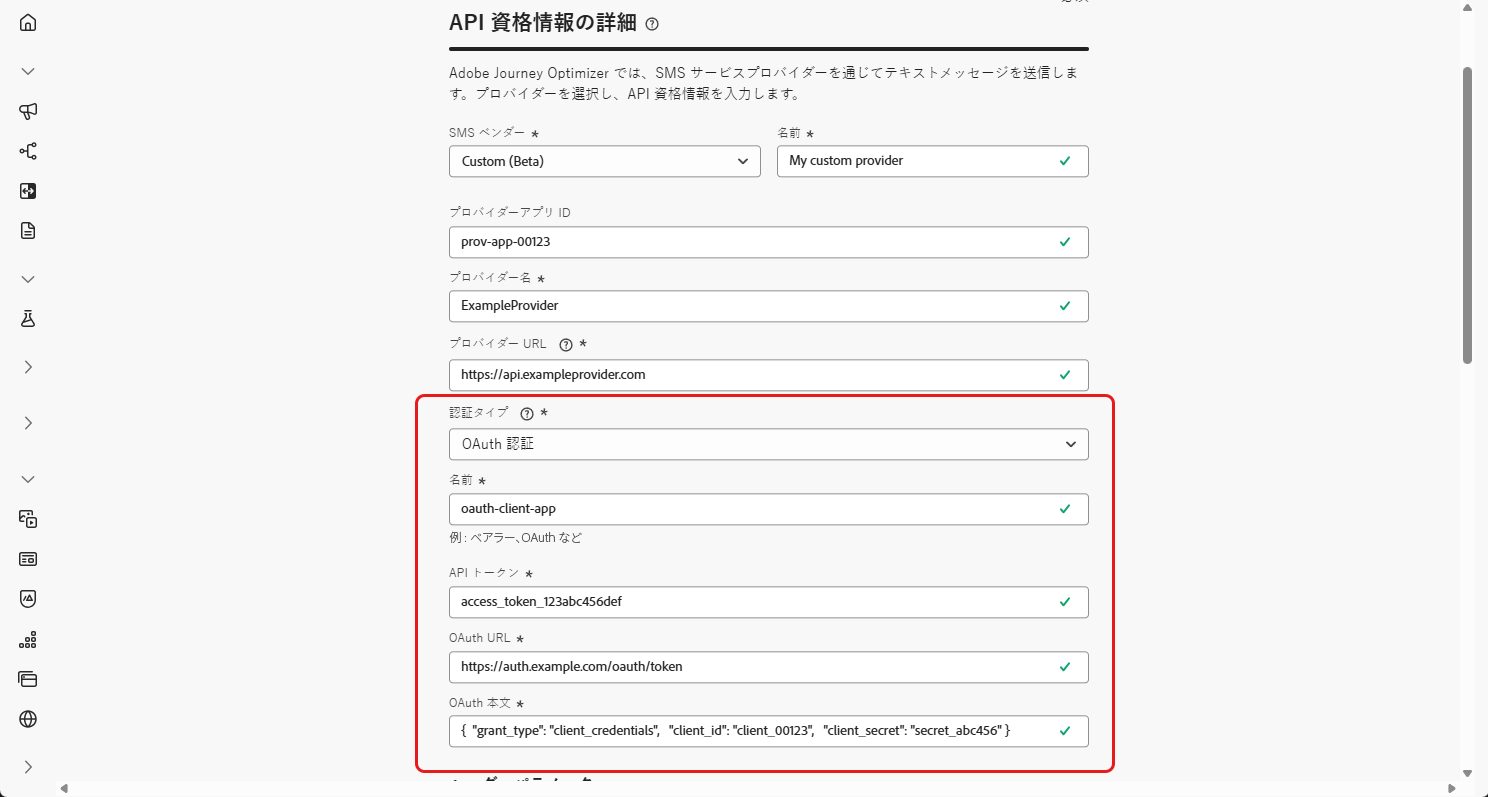 API 資格情報の詳細
Adobe Journey Optimizer では、SMS サービスプロバイダーを通じてテキストメッセージを送信しま
す。プロバイダーを選択し、API 資格情報を入力します。
SMS ベンダー *
名前 *
Custom (Beta)
My custom provider
プロバイダーアプリ ID
prov-app-00123
プロバイダー名 *
ExampleProvider
プロバイダー URL *
https://api.exampleprovider.com
認証タイプ *
OAuth 認証
名前 *
oauth-client-app
例 : ベアラー、OAuth など
API トークン *
access_token_123abc456def
OAuth URL *
https://auth.example.com/oauth/token
OAuth 本文 *
{ "grant_type": "client_credentials", "client_id": "client_00123", "client_secret": "secret_abc456" }